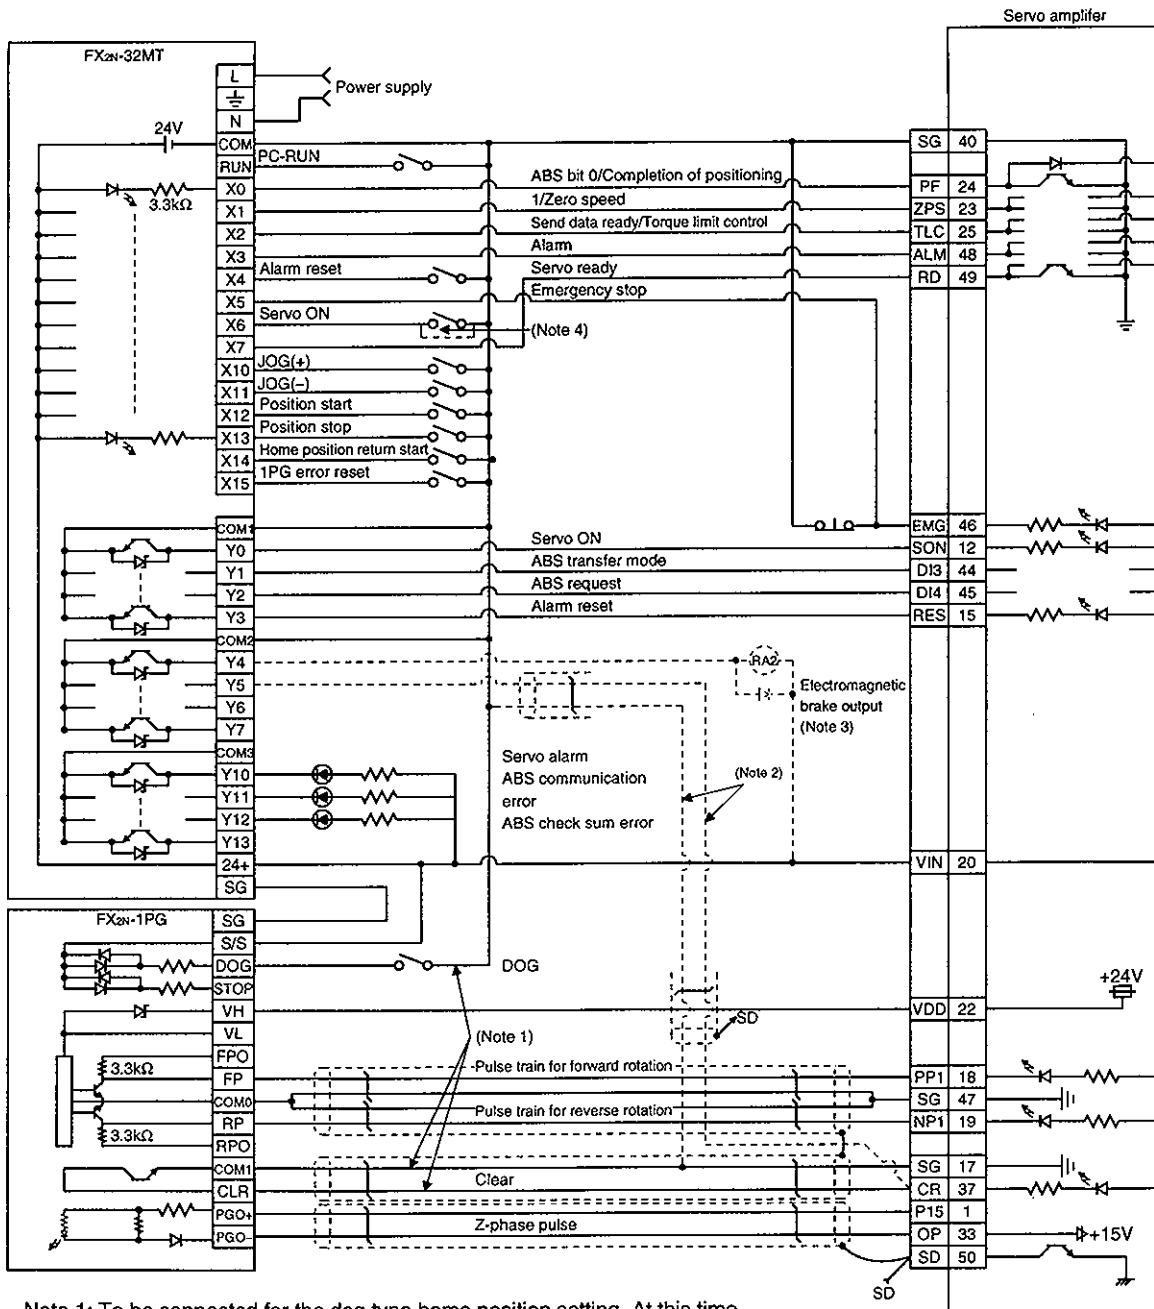 Servo amplifer
FX2N-32MT
L
Power supply
N
24V
COM
SG 40
RUN
PC-RUN
X0
3.3kΩ
ABS bit 0/Completion of positioning
PF 24
X1
1/Zero speed
ZPS 23
X2
Send data ready/Torque limit control
TLC 25
X3
Alarm
ALM 48
X4
Alarm reset
Servo ready
RD 49
X5
Emergency stop
X6
Servo ON
(Note 4)
X7
X10
JOG(+)
X11
JOG(−)
X12
Position start
X13
Position stop
X14
Home position return start
X15
1PG error reset
COM1
EMG 46
Y0
Servo ON
SON 12
Y1
ABS transfer mode
DI3 44
Y2
ABS request
DI4 45
Y3
Alarm reset
RES 15
COM2
Y4
RA2
Y5
Electromagnetic
brake output
(Note 3)
Y6
Y7
COM3
Servo alarm
ABS communication
error
ABS check sum error
(Note 2)
Y10
Y11
Y12
Y13
24+
VIN 20
SG
FX2N-1PG
SG
S/S
DOG
DOG
STOP
+24V
VH
VDD 22
SD
VL
(Note 1)
FPO
3.3kΩ
FP
Pulse train for forward rotation
PP1 18
COM0
SG 47
RP
Pulse train for reverse rotation
NP1 19
3.3kΩ
RPO
COM1
SG 17
CLR
Clear
CR 37
PGO+
P15 1
PGO−
Z-phase pulse
OP 33
+15V
SD 50
SD
Note 1: To be connected for the dog type home position setting. At this time